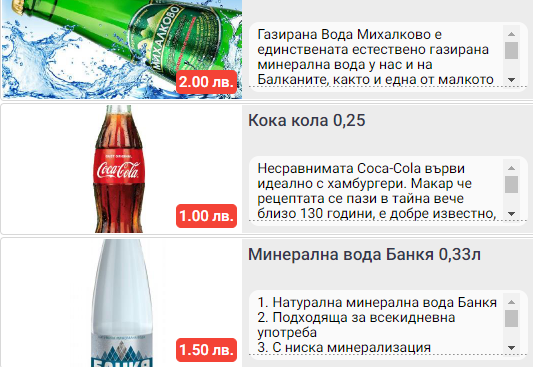 МИХАЛКОВО
2.00 лв.
Газирана Вода Михалково е
единствената естествено газирана
минерална вода у нас и на
Балканите, както и една от малкото
Кока кола 0,25
Coca-Cola
1.00 лв.
Несравнимата Coca-Cola върви
идеално с хамбургери. Макар че
рецептата се пази в тайна вече
близо 130 години, е добре известно,
Минерална вода Банкя 0,33л
БАНКЯ
1.50 лв.
1. Натурална минерална вода Банкя
2. Подходяща за всекидневна
употреба
3. С ниска минерализация